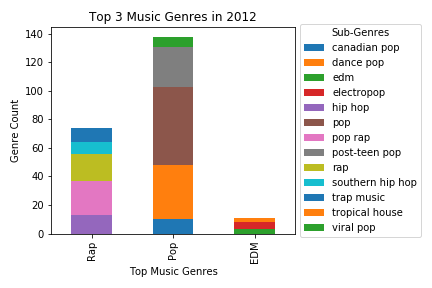 Top 3 Music Genres in 2012
Genre Count
140
120
100
80
60
40
20
0
Rap
Pop
EDM
Top Music Genres
Sub-Genres
canadian pop
dance pop
edm
electropop
hip hop
pop
pop rap
post-teen pop
rap
southern hip hop
trap music
tropical house
viral pop